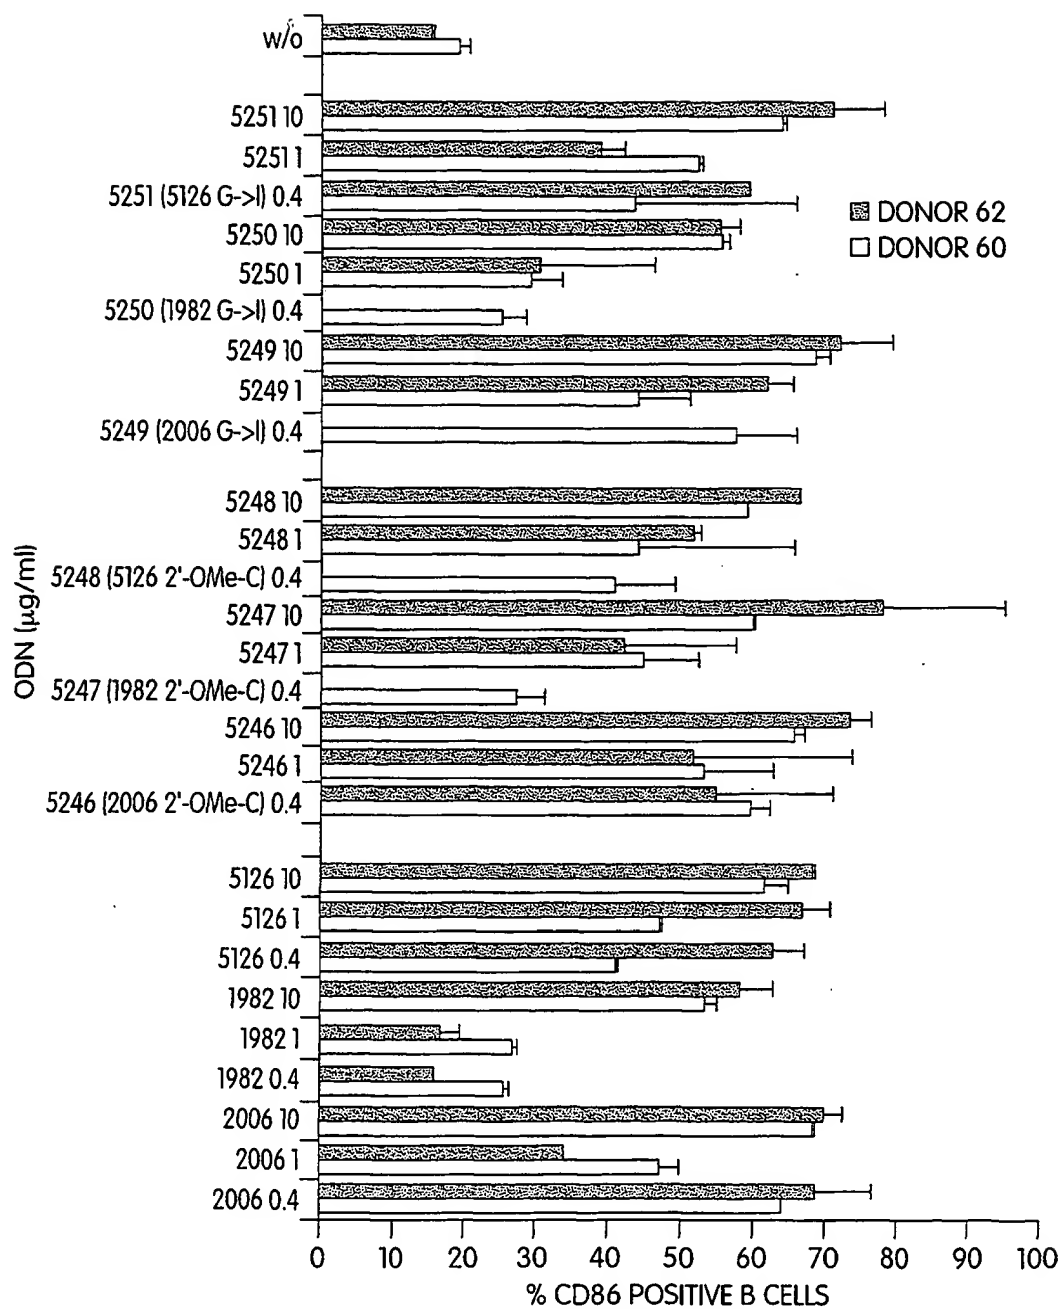 w/o
5251 10
5251 1
5251 (5126 G->I) 0.4
5250 10
5250 1
5250 (1982 G->I) 0.4
5249 10
5249 1
5249 (2006 G->I) 0.4
5248 10
5248 1
5248 (5126 2'-OMe-C) 0.4
5247 10
5247 1
5247 (1982 2'-OMe-C) 0.4
5246 10
5246 1
5246 (2006 2'-OMe-C) 0.4
5126 10
5126 1
5126 0.4
1982 10
1982 1
1982 0.4
2006 10
2006 1
2006 0.4
ODN (µg/ml)
DONOR 62
DONOR 60
0 10 20 30 40 50 60 70 80 90 100
% CD86 POSITIVE B CELLS